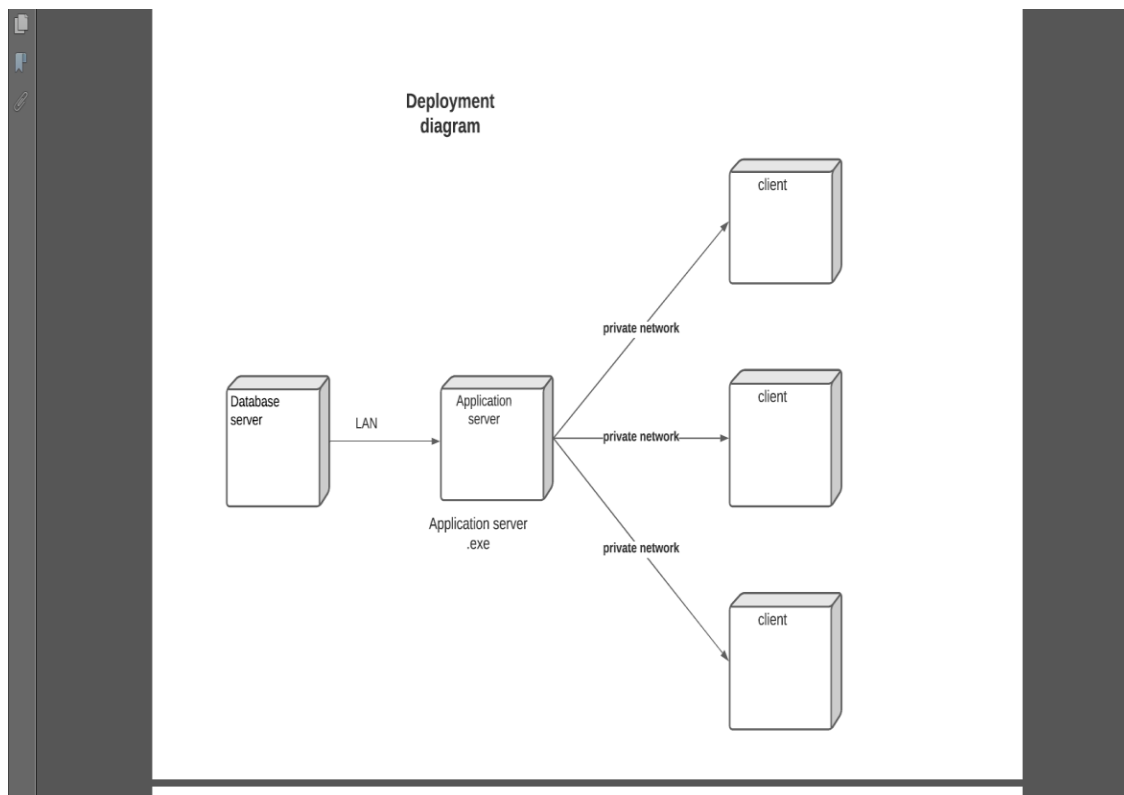 Deployment
diagram
client
private network
client
Database
server
LAN
Application
server
private network
Application server
.exe
private network
client